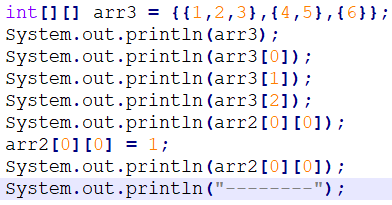 int[][] arr3 = {{1,2,3},{4,5},{6}};
System.out.println(arr3);
System.out.println(arr3[0]);
System.out.println(arr3[1]);
System.out.println(arr3[2]);
System.out.println(arr2[0][0]);
arr2[0][0] = 1;
System.out.println(arr2[0][0]);
System.out.println("--------");